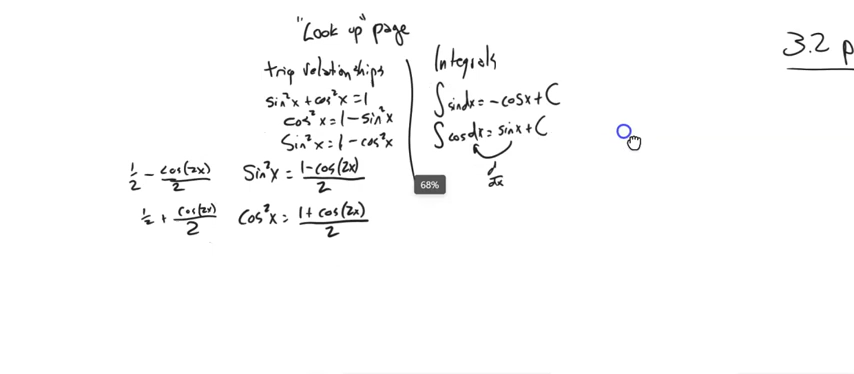 "Look up" page
trig relationships
sin²x + cos²x = 1
cos²x = 1 - sin²x
Sin²x = 1 - cos²x
1/2 - cos(2x)/2 Sin²x = (1 - cos(2x))/2
1/2 + cos(2x)/2 Cos²x = (1 + cos(2x))/2
Integrals
∫ sin dx = -cosx + C
∫ cos dx = sinx + C
d/dx
68%
3.2 p